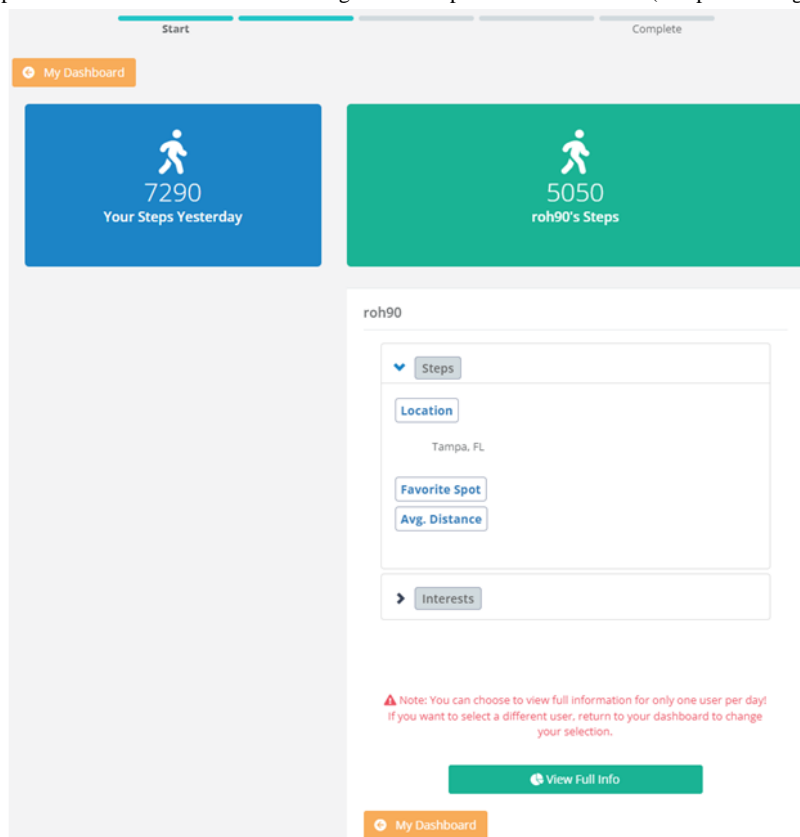 Start
Complete
My Dashboard
7290
Your Steps Yesterday
5050
roh90's Steps
roh90
Steps
Location
Tampa, FL
Favorite Spot
Avg. Distance
Interests
Note: You can choose to view full information for only one user per day!
If you want to select a different user, return to your dashboard to change
your selection.
View Full Info
My Dashboard